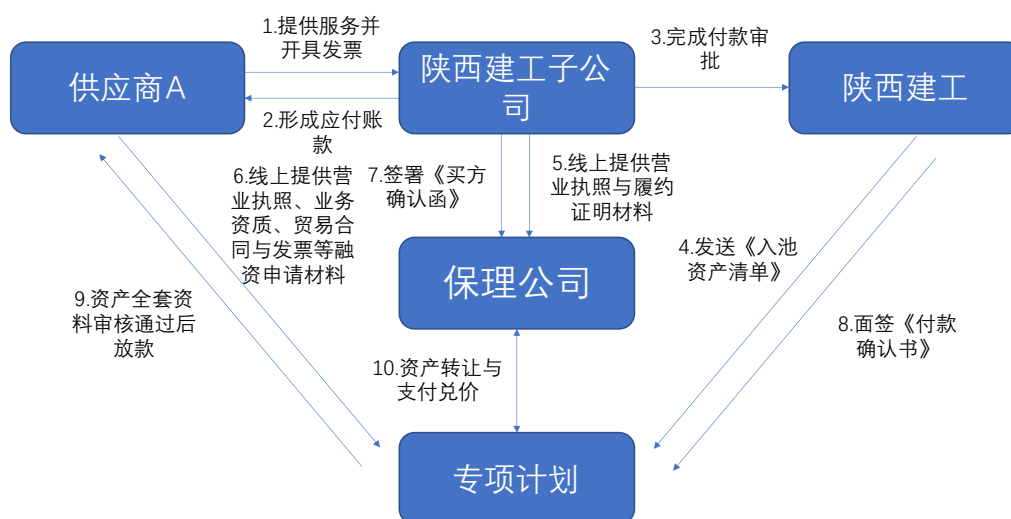 1.提供服务并
开具发票
3.完成付款审
批
供应商A
陕西建工子公
司
陕西建工
2.形成应付账
款
6.线上提供营
业执照、业务
资质、贸易合
同与发票等融
资申请材料
7.签署《买方
确认函》
5.线上提供营
业执照与履约
证明材料
4.发送《入池
资产清单》
保理公司
9.资产全套资
料审核通过后
放款
8.面签《付款
确认书》
10.资产转让与
支付兑价
专项计划